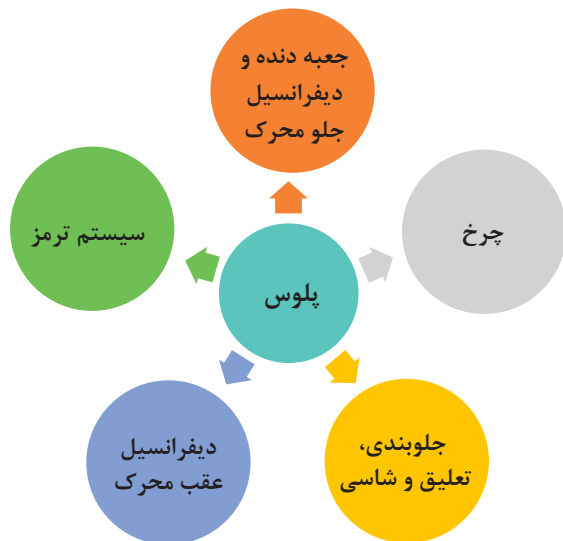 جعبه دنده و
دیفرانسیل
جلو محرک
چرخ
سیستم ترمز
پلوس
جلوبندی،
تعلیق و شاسی
دیفرانسیل
عقب محرک